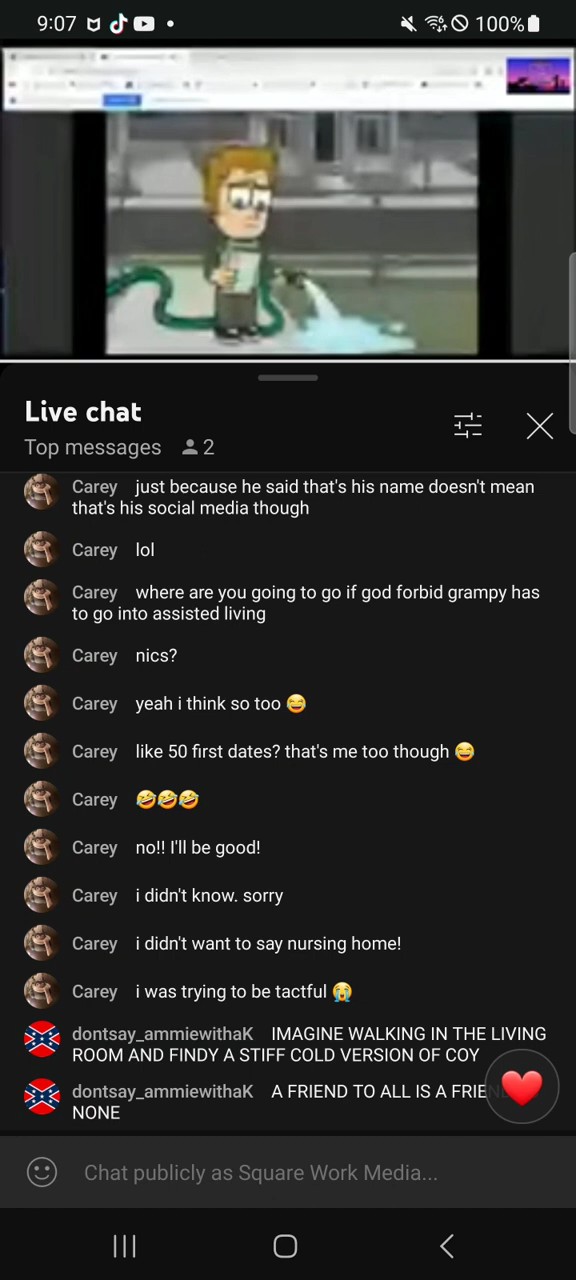 9:07
100%
Live chat
Top messages 2
Carey just because he said that's his name doesn't mean
that's his social media though
Carey lol
Carey where are you going to go if god forbid grampy has
to go into assisted living
Carey nics?
Carey yeah i think so too 😂
Carey like 50 first dates? that's me too though 😂
Carey 🤣🤣🤣
Carey no!! I'll be good!
Carey i didn't know. sorry
Carey i didn't want to say nursing home!
Carey i was trying to be tactful 😭
dontsay_ammiewithaK IMAGINE WALKING IN THE LIVING
ROOM AND FINDY A STIFF COLD VERSION OF COY
dontsay_ammiewithaK A FRIEND TO ALL IS A
NONE
Chat publicly as Square Work Media...